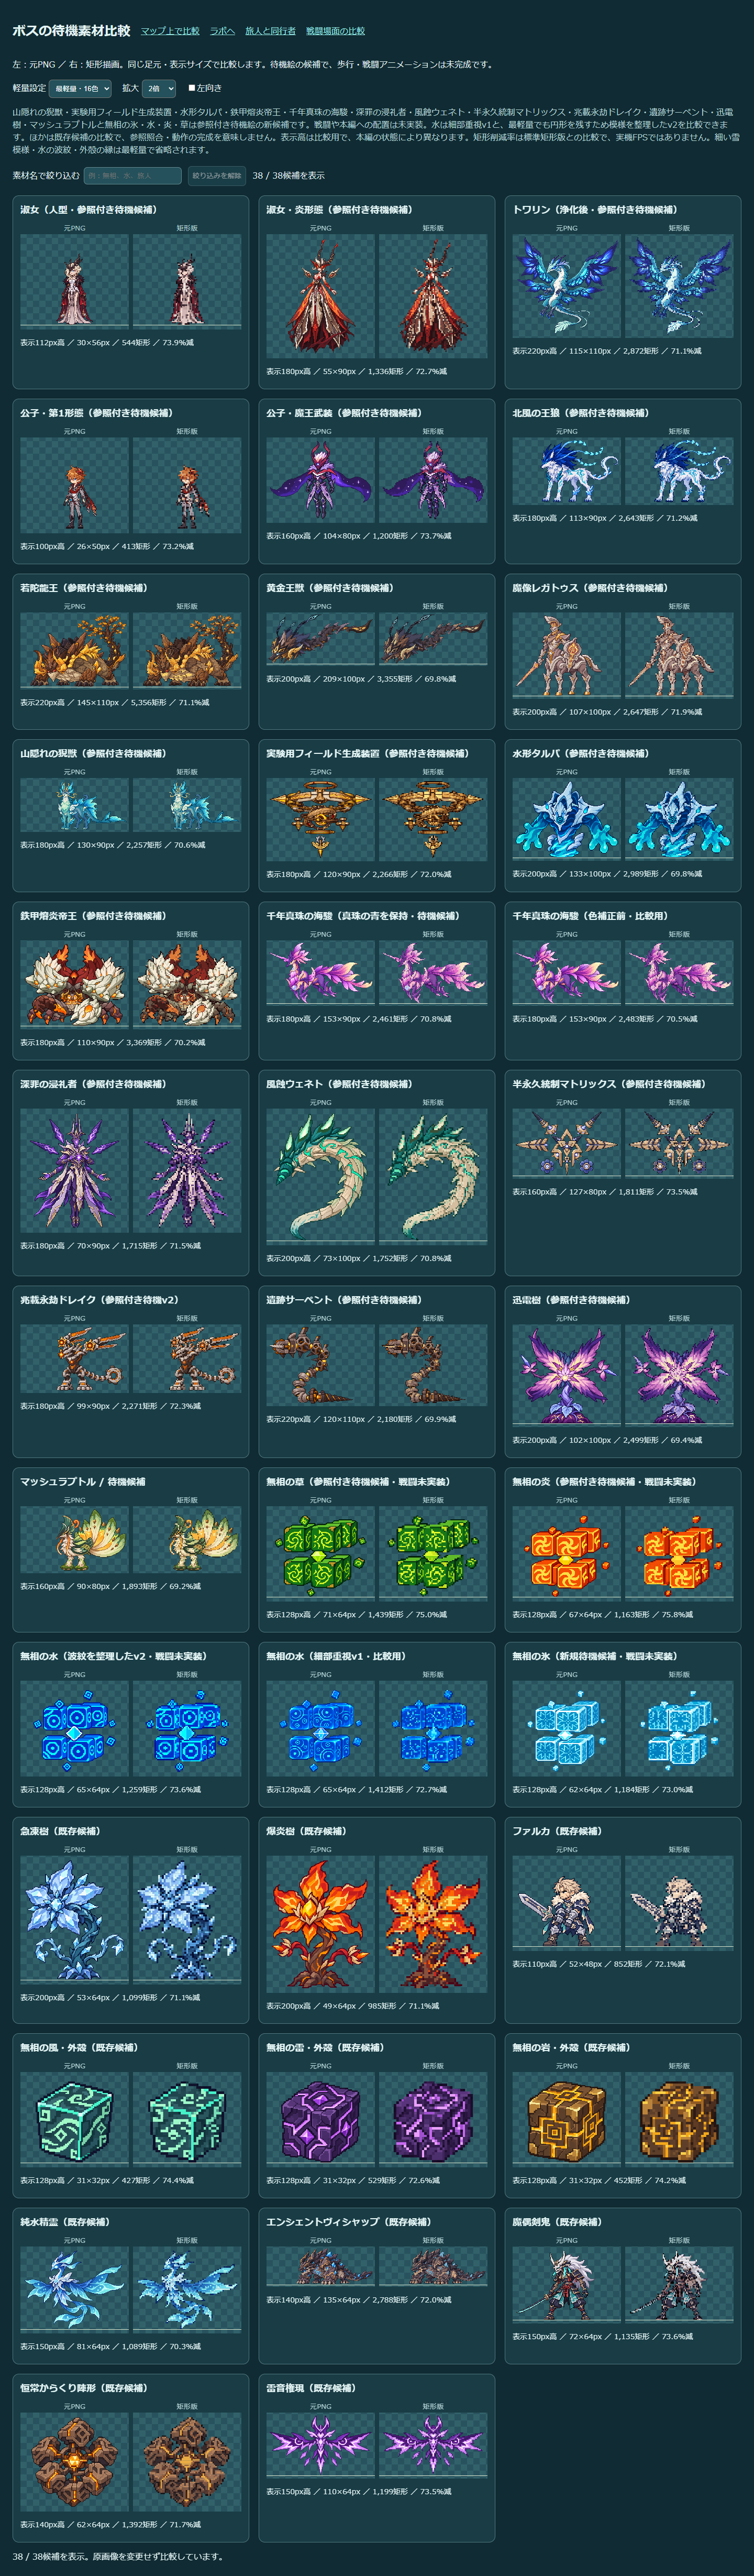 ボスの待機素材比較 マップ上で比較 ラボへ 旅人と同行者 戦闘場面の比較
左：元PNG ／ 右：矩形描画。同じ足元・表示サイズで比較します。待機絵の候補で、歩行・戦闘アニメーションは未完成です。
軽量設定 最軽量・16色 拡大 2倍 左向き
山隠れの猊獣・実験用フィールド生成装置・水形タルパ・鉄甲熔炎帝王・千年真珠の海駿・深罪の浸礼者・風蝕ウェネト・半永久統制マトリックス・兆載永劫ドレイク・遺跡サーペント・迅電
樹・マッシュラプトルと無相の氷・水・炎・草は参照付き待機絵の新候補です。戦闘や本編への配置は未実装。水は細部重視v1と、最軽量でも円形を残すため模様を整理したv2を比較できま
す。ほかは既存候補の比較で、参照照合・動作の完成を意味しません。表示高は比較用で、本編の状態により異なります。矩形削減率は標準矩形版との比較で、実機FPSではありません。細い雪
模様・水の波紋・外殻の縁は最軽量で省略されます。
素材名で絞り込む 例：無相、水、旅人 絞り込みを解除 38 / 38候補を表示
淑女（人型・参照付き待機候補）
元PNG 矩形版
表示112px高 ／ 30×56px ／ 544矩形 ／ 73.9%減
淑女・炎形態（参照付き待機候補）
元PNG 矩形版
表示180px高 ／ 55×90px ／ 1,336矩形 ／ 72.7%減
トワリン（浄化後・参照付き待機候補）
元PNG 矩形版
表示220px高 ／ 115×110px ／ 2,872矩形 ／ 71.1%減
公子・第1形態（参照付き待機候補）
元PNG 矩形版
表示100px高 ／ 26×50px ／ 413矩形 ／ 73.2%減
公子・魔王武装（参照付き待機候補）
元PNG 矩形版
表示160px高 ／ 104×80px ／ 1,200矩形 ／ 73.7%減
北風の王狼（参照付き待機候補）
元PNG 矩形版
表示180px高 ／ 113×90px ／ 2,643矩形 ／ 71.2%減
若陀龍王（参照付き待機候補）
元PNG 矩形版
表示220px高 ／ 145×110px ／ 5,356矩形 ／ 71.1%減
黄金王獣（参照付き待機候補）
元PNG 矩形版
表示200px高 ／ 209×100px ／ 3,355矩形 ／ 69.8%減
魔像レガトゥス（参照付き待機候補）
元PNG 矩形版
表示200px高 ／ 107×100px ／ 2,647矩形 ／ 71.9%減
山隠れの猊獣（参照付き待機候補）
元PNG 矩形版
表示180px高 ／ 130×90px ／ 2,257矩形 ／ 70.6%減
実験用フィールド生成装置（参照付き待機候補）
元PNG 矩形版
表示180px高 ／ 120×90px ／ 2,266矩形 ／ 72.0%減
水形タルパ（参照付き待機候補）
元PNG 矩形版
表示200px高 ／ 133×100px ／ 2,989矩形 ／ 69.8%減
鉄甲熔炎帝王（参照付き待機候補）
元PNG 矩形版
表示180px高 ／ 110×90px ／ 3,369矩形 ／ 70.2%減
千年真珠の海駿（真珠の青を保持・待機候補）
元PNG 矩形版
表示180px高 ／ 153×90px ／ 2,461矩形 ／ 70.8%減
千年真珠の海駿（色補正前・比較用）
元PNG 矩形版
表示180px高 ／ 153×90px ／ 2,483矩形 ／ 70.5%減
深罪の浸礼者（参照付き待機候補）
元PNG 矩形版
表示180px高 ／ 70×90px ／ 1,715矩形 ／ 71.5%減
風蝕ウェネト（参照付き待機候補）
元PNG 矩形版
表示200px高 ／ 73×100px ／ 1,752矩形 ／ 70.8%減
半永久統制マトリックス（参照付き待機候補）
元PNG 矩形版
表示160px高 ／ 127×80px ／ 1,811矩形 ／ 73.5%減
兆載永劫ドレイク（参照付き待機v2）
元PNG 矩形版
表示180px高 ／ 99×90px ／ 2,271矩形 ／ 72.3%減
遺跡サーペント（参照付き待機候補）
元PNG 矩形版
表示220px高 ／ 120×110px ／ 2,180矩形 ／ 69.9%減
迅電樹（参照付き待機候補）
元PNG 矩形版
表示200px高 ／ 102×100px ／ 2,499矩形 ／ 69.4%減
マッシュラプトル / 待機候補
元PNG 矩形版
表示160px高 ／ 90×80px ／ 1,893矩形 ／ 69.2%減
無相の草（参照付き待機候補・戦闘未実装）
元PNG 矩形版
表示128px高 ／ 71×64px ／ 1,439矩形 ／ 75.0%減
無相の炎（参照付き待機候補・戦闘未実装）
元PNG 矩形版
表示128px高 ／ 67×64px ／ 1,163矩形 ／ 75.8%減
無相の水（波紋を整理したv2・戦闘未実装）
元PNG 矩形版
表示128px高 ／ 65×64px ／ 1,259矩形 ／ 73.6%減
無相の水（細部重視v1・比較用）
元PNG 矩形版
表示128px高 ／ 65×64px ／ 1,412矩形 ／ 72.7%減
無相の氷（新規待機候補・戦闘未実装）
元PNG 矩形版
表示128px高 ／ 62×64px ／ 1,184矩形 ／ 73.0%減
急凍樹（既存候補）
元PNG 矩形版
表示200px高 ／ 53×64px ／ 1,099矩形 ／ 71.1%減
爆炎樹（既存候補）
元PNG 矩形版
表示200px高 ／ 49×64px ／ 985矩形 ／ 71.1%減
ファルカ（既存候補）
元PNG 矩形版
表示110px高 ／ 52×48px ／ 852矩形 ／ 72.1%減
無相の風・外殻（既存候補）
元PNG 矩形版
表示128px高 ／ 31×32px ／ 427矩形 ／ 74.4%減
無相の雷・外殻（既存候補）
元PNG 矩形版
表示128px高 ／ 31×32px ／ 529矩形 ／ 72.6%減
無相の岩・外殻（既存候補）
元PNG 矩形版
表示128px高 ／ 31×32px ／ 452矩形 ／ 74.2%減
純水精霊（既存候補）
元PNG 矩形版
表示150px高 ／ 81×64px ／ 1,089矩形 ／ 70.3%減
エンシェントヴィシャップ（既存候補）
元PNG 矩形版
表示140px高 ／ 135×64px ／ 2,788矩形 ／ 72.0%減
魔偶剣鬼（既存候補）
元PNG 矩形版
表示150px高 ／ 72×64px ／ 1,135矩形 ／ 73.6%減
恒常からくり陣形（既存候補）
元PNG 矩形版
表示140px高 ／ 62×64px ／ 1,392矩形 ／ 71.7%減
雷音権現（既存候補）
元PNG 矩形版
表示150px高 ／ 110×64px ／ 1,199矩形 ／ 73.5%減
38 / 38候補を表示。原画像を変更せず比較しています。